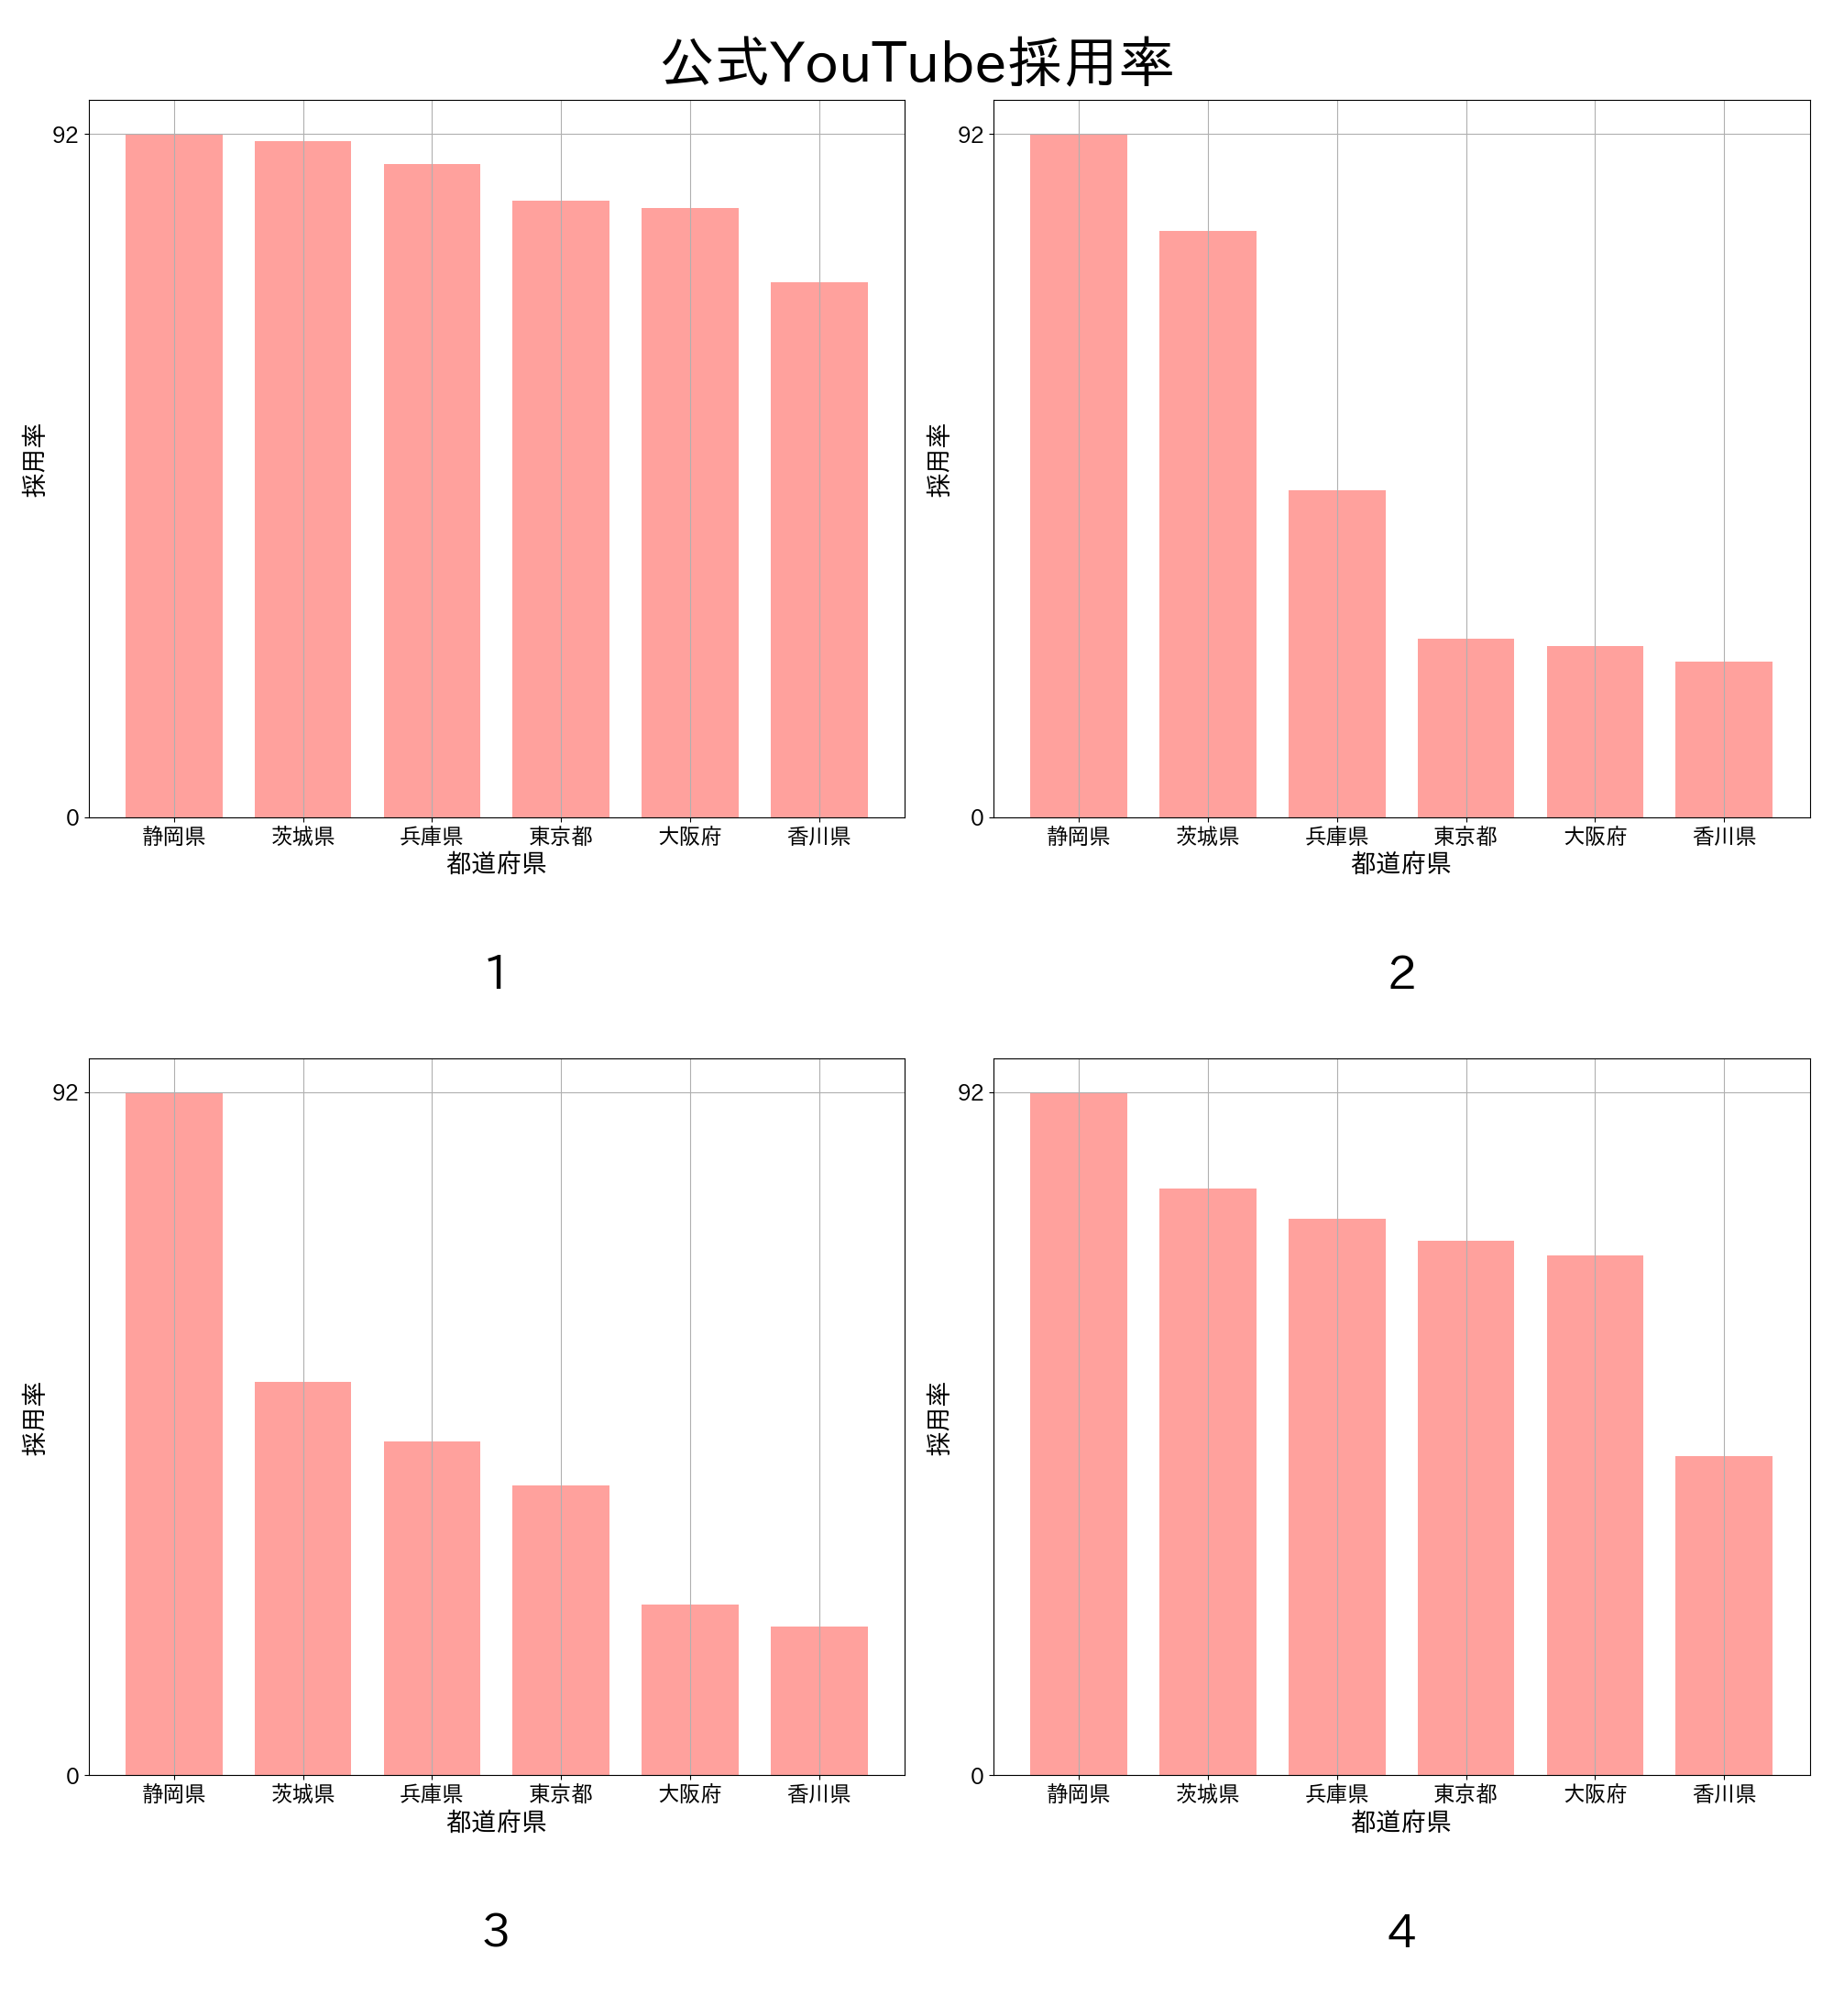 公式YouTube採用率
92
0
採用率
静岡県 茨城県 兵庫県 東京都 大阪府 香川県
都道府県
1
92
0
採用率
静岡県 茨城県 兵庫県 東京都 大阪府 香川県
都道府県
2
92
0
採用率
静岡県 茨城県 兵庫県 東京都 大阪府 香川県
都道府県
3
92
0
採用率
静岡県 茨城県 兵庫県 東京都 大阪府 香川県
都道府県
4